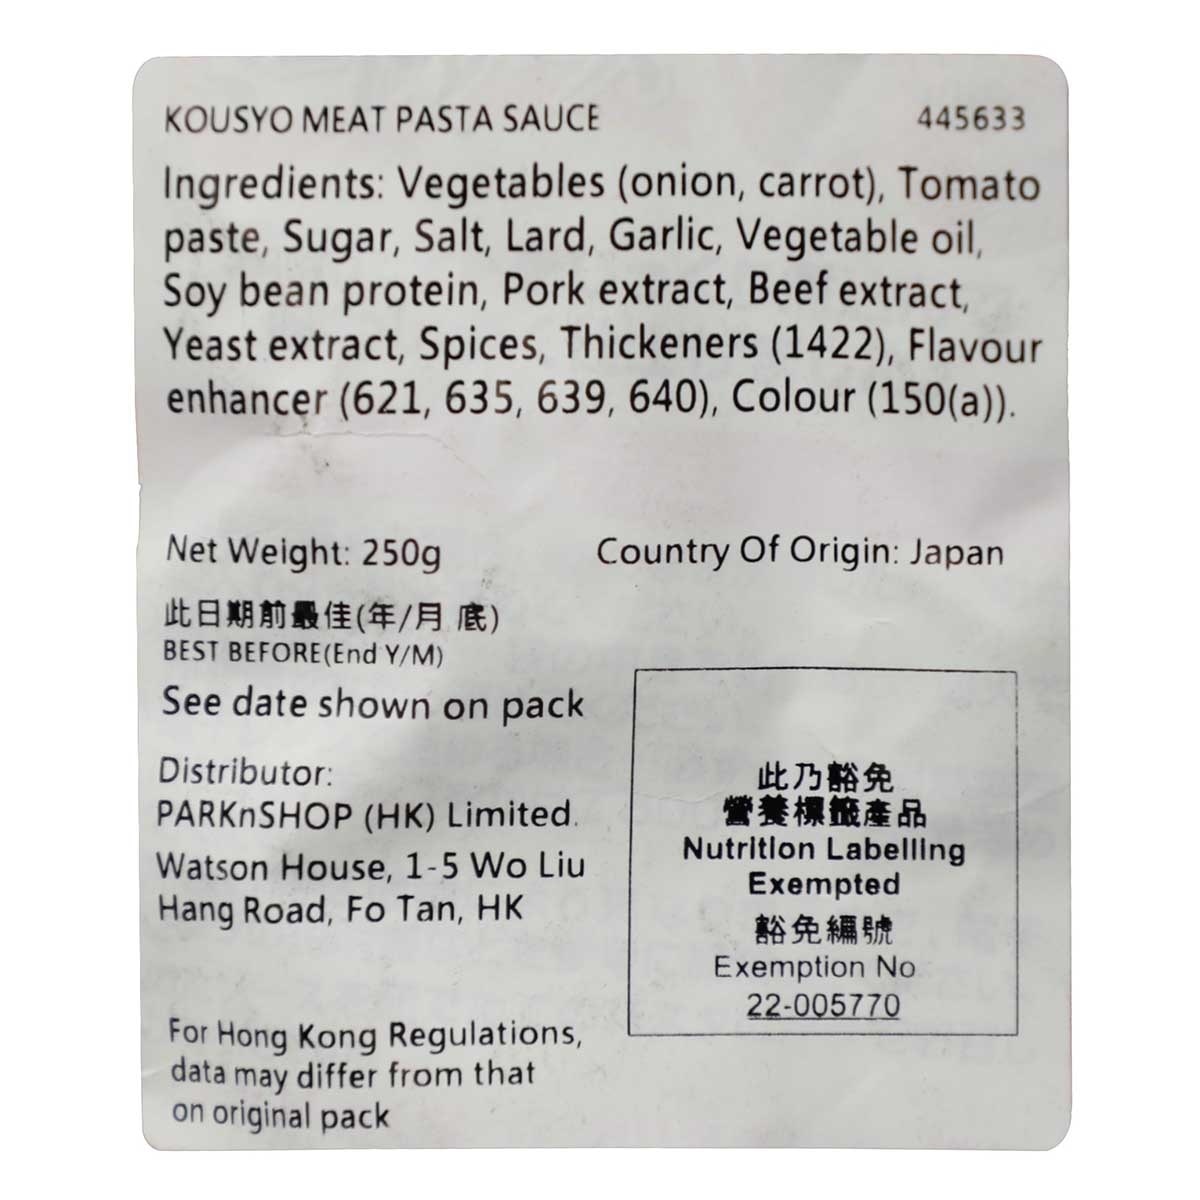 KOUSYO MEAT PASTA SAUCE 445633
Ingredients: Vegetables (onion, carrot), Tomato
paste, Sugar, Salt, Lard, Garlic, Vegetable oil,
Soy bean protein, Pork extract, Beef extract,
Yeast extract, Spices, Thickeners (1422), Flavour
enhancer (621, 635, 639, 640), Colour (150(a)).
Net Weight: 250g
Country Of Origin: Japan
此日期前最佳(年/月 底)
BEST BEFORE(End Y/M)
See date shown on pack
Distributor:
PARKnSHOP (HK) Limited.
Watson House, 1-5 Wo Liu
Hang Road, Fo Tan, HK
此乃豁免
營養標籤產品
Nutrition Labelling
Exempted
豁免編號
Exemption No.
22-005770
For Hong Kong Regulations,
data may differ from that
on original pack